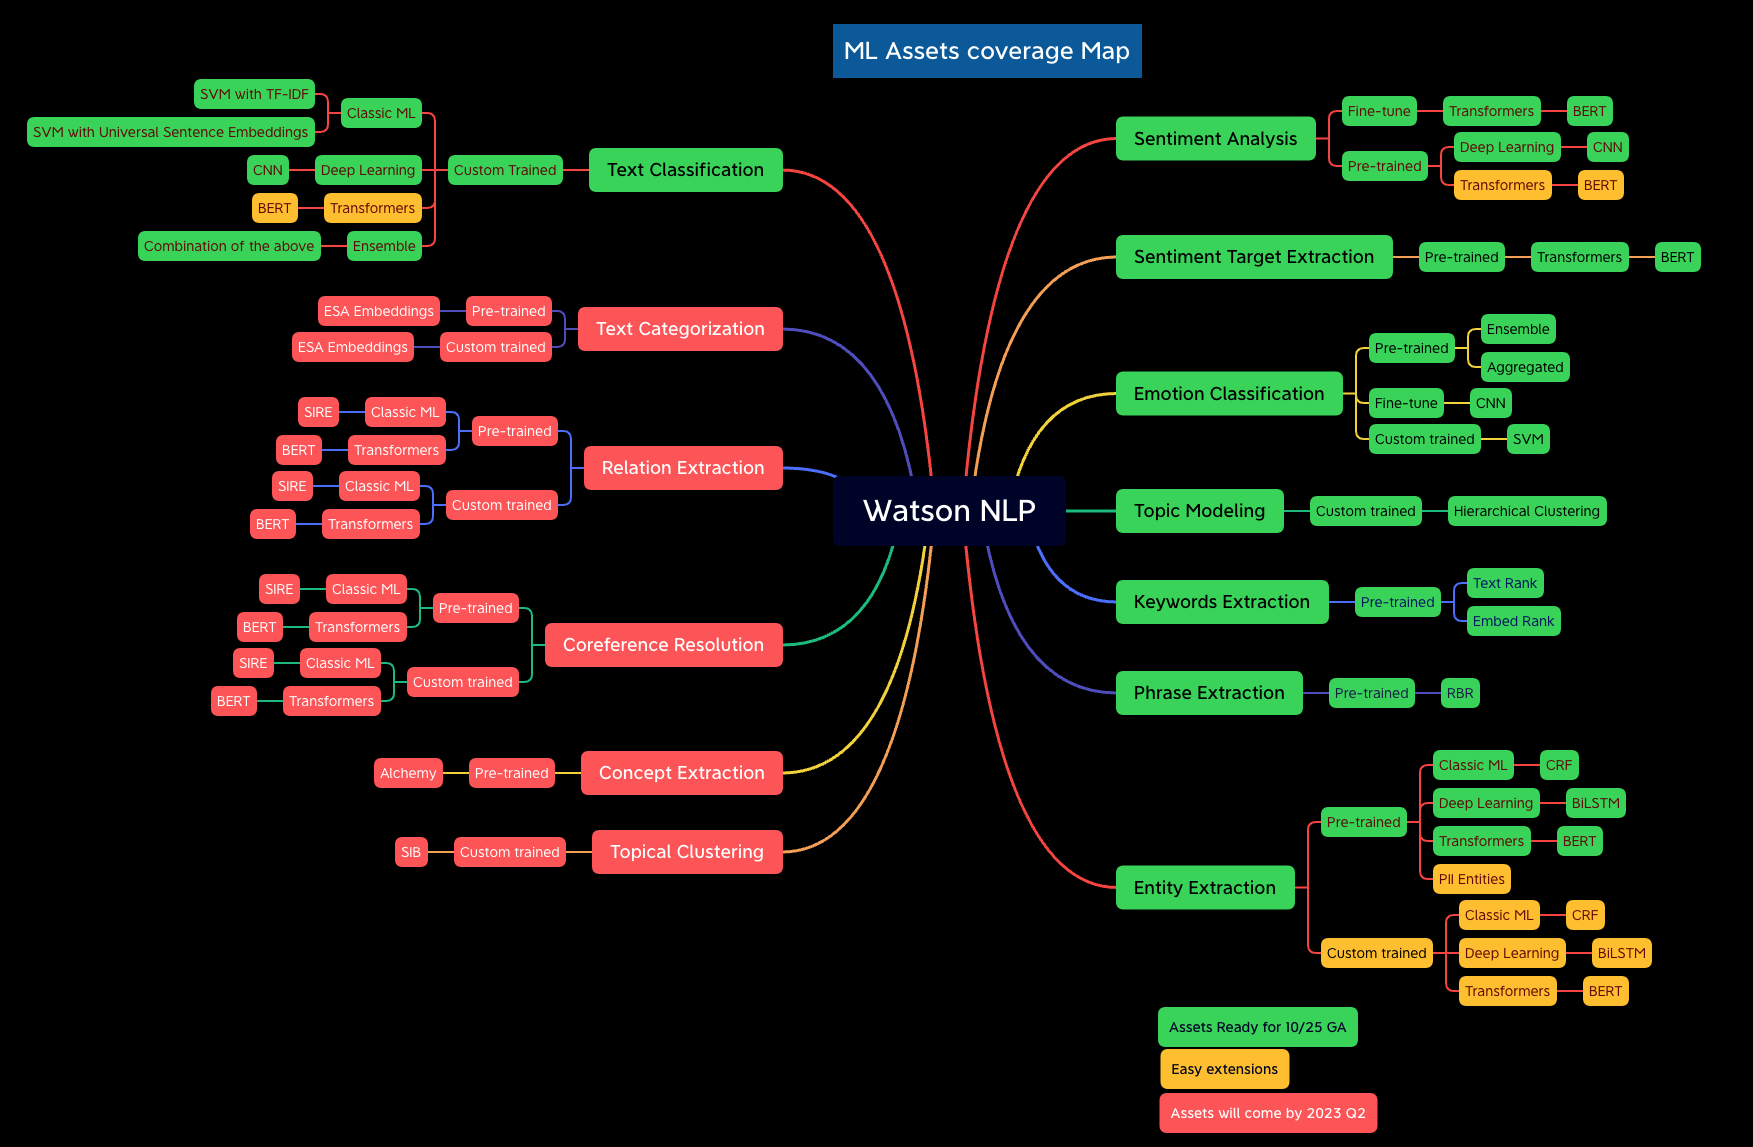 ML Assets coverage Map
Watson NLP
Text Classification
Custom Trained
Classic ML
SVM with TF-IDF
SVM with Universal Sentence Embeddings
Deep Learning
CNN
Transformers
BERT
Ensemble
Combination of the above
Text Categorization
Pre-trained
ESA Embeddings
Custom trained
ESA Embeddings
Relation Extraction
Pre-trained
Classic ML
SIRE
Transformers
BERT
Custom trained
Classic ML
SIRE
Transformers
BERT
Coreference Resolution
Pre-trained
Classic ML
SIRE
Transformers
BERT
Custom trained
Classic ML
SIRE
Transformers
BERT
Concept Extraction
Pre-trained
Alchemy
Topical Clustering
Custom trained
SIB
Sentiment Analysis
Fine-tune
Transformers
BERT
Pre-trained
Deep Learning
CNN
Transformers
BERT
Sentiment Target Extraction
Pre-trained
Transformers
BERT
Emotion Classification
Pre-trained
Ensemble
Aggregated
Fine-tune
CNN
Custom trained
SVM
Topic Modeling
Custom trained
Hierarchical Clustering
Keywords Extraction
Pre-trained
Text Rank
Embed Rank
Phrase Extraction
Pre-trained
RBR
Entity Extraction
Pre-trained
Classic ML
CRF
Deep Learning
BiLSTM
Transformers
BERT
PII Entities
Custom trained
Classic ML
CRF
Deep Learning
BiLSTM
Transformers
BERT
Assets Ready for 10/25 GA
Easy extensions
Assets will come by 2023 Q2